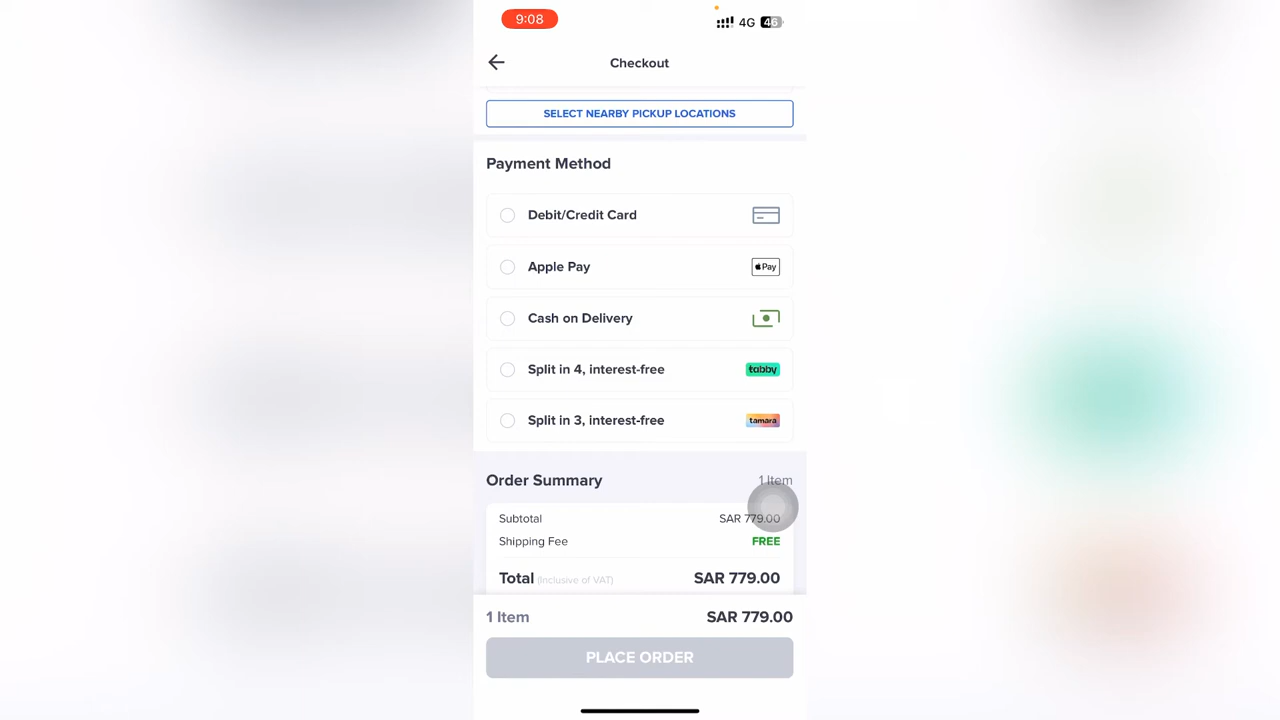 9:08 4G 46
Checkout
SELECT NEARBY PICKUP LOCATIONS
Payment Method
Debit/Credit Card
Apple Pay Pay
Cash on Delivery
Split in 4, interest-free tabby
Split in 3, interest-free tamara
Order Summary 1 Item
Subtotal SAR 779.00
Shipping Fee FREE
Total (Inclusive of VAT) SAR 779.00
1 Item SAR 779.00
PLACE ORDER